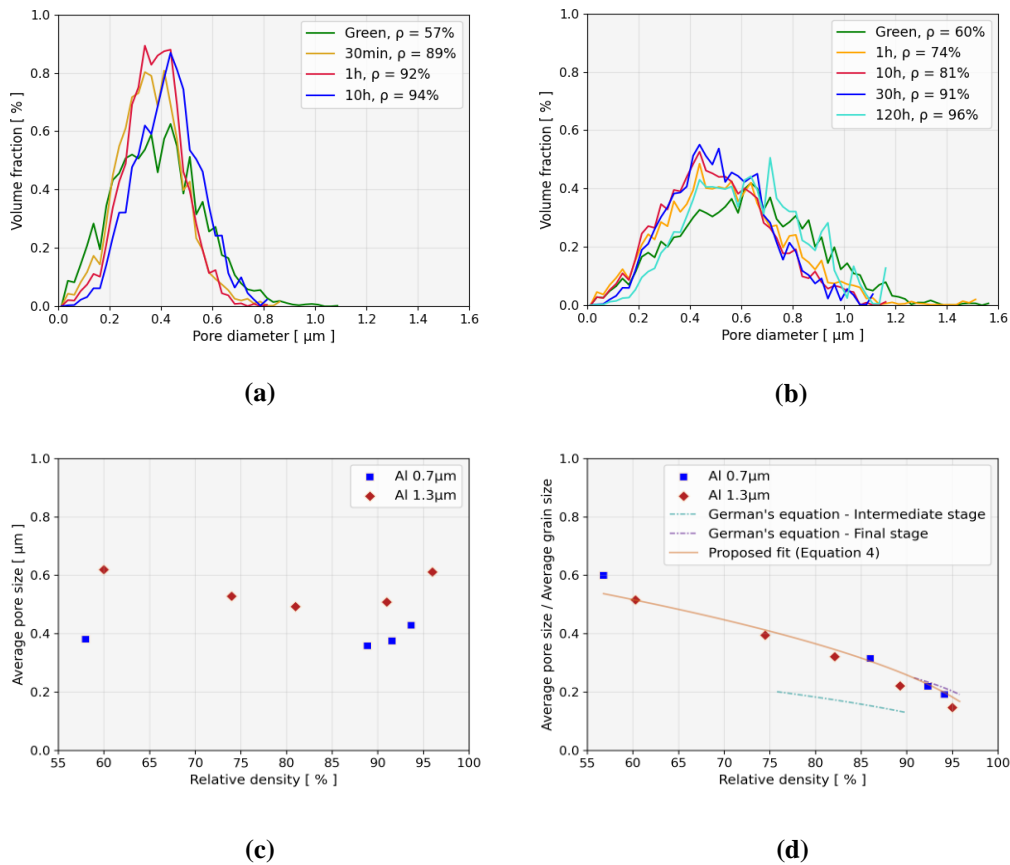 1.0
0.8
0.6
0.4
0.2
0.0
Volume fraction [ % ]
Green, ρ = 57%
30min, ρ = 89%
1h, ρ = 92%
10h, ρ = 94%
0.0 0.2 0.4 0.6 0.8 1.0 1.2 1.4 1.6
Pore diameter [ μm ]
(a)
1.0
0.8
0.6
0.4
0.2
0.0
Volume fraction [ % ]
Green, ρ = 60%
1h, ρ = 74%
10h, ρ = 81%
30h, ρ = 91%
120h, ρ = 96%
0.0 0.2 0.4 0.6 0.8 1.0 1.2 1.4 1.6
Pore diameter [ μm ]
(b)
1.0
0.8
0.6
0.4
0.2
0.0
Average pore size [ μm ]
Al 0.7μm
Al 1.3μm
55 60 65 70 75 80 85 90 95 100
Relative density [ % ]
(c)
1.0
0.8
0.6
0.4
0.2
0.0
Average pore size / Average grain size
Al 0.7μm
Al 1.3μm
German's equation - Intermediate stage
German's equation - Final stage
Proposed fit (Equation 4)
55 60 65 70 75 80 85 90 95 100
Relative density [ % ]
(d)